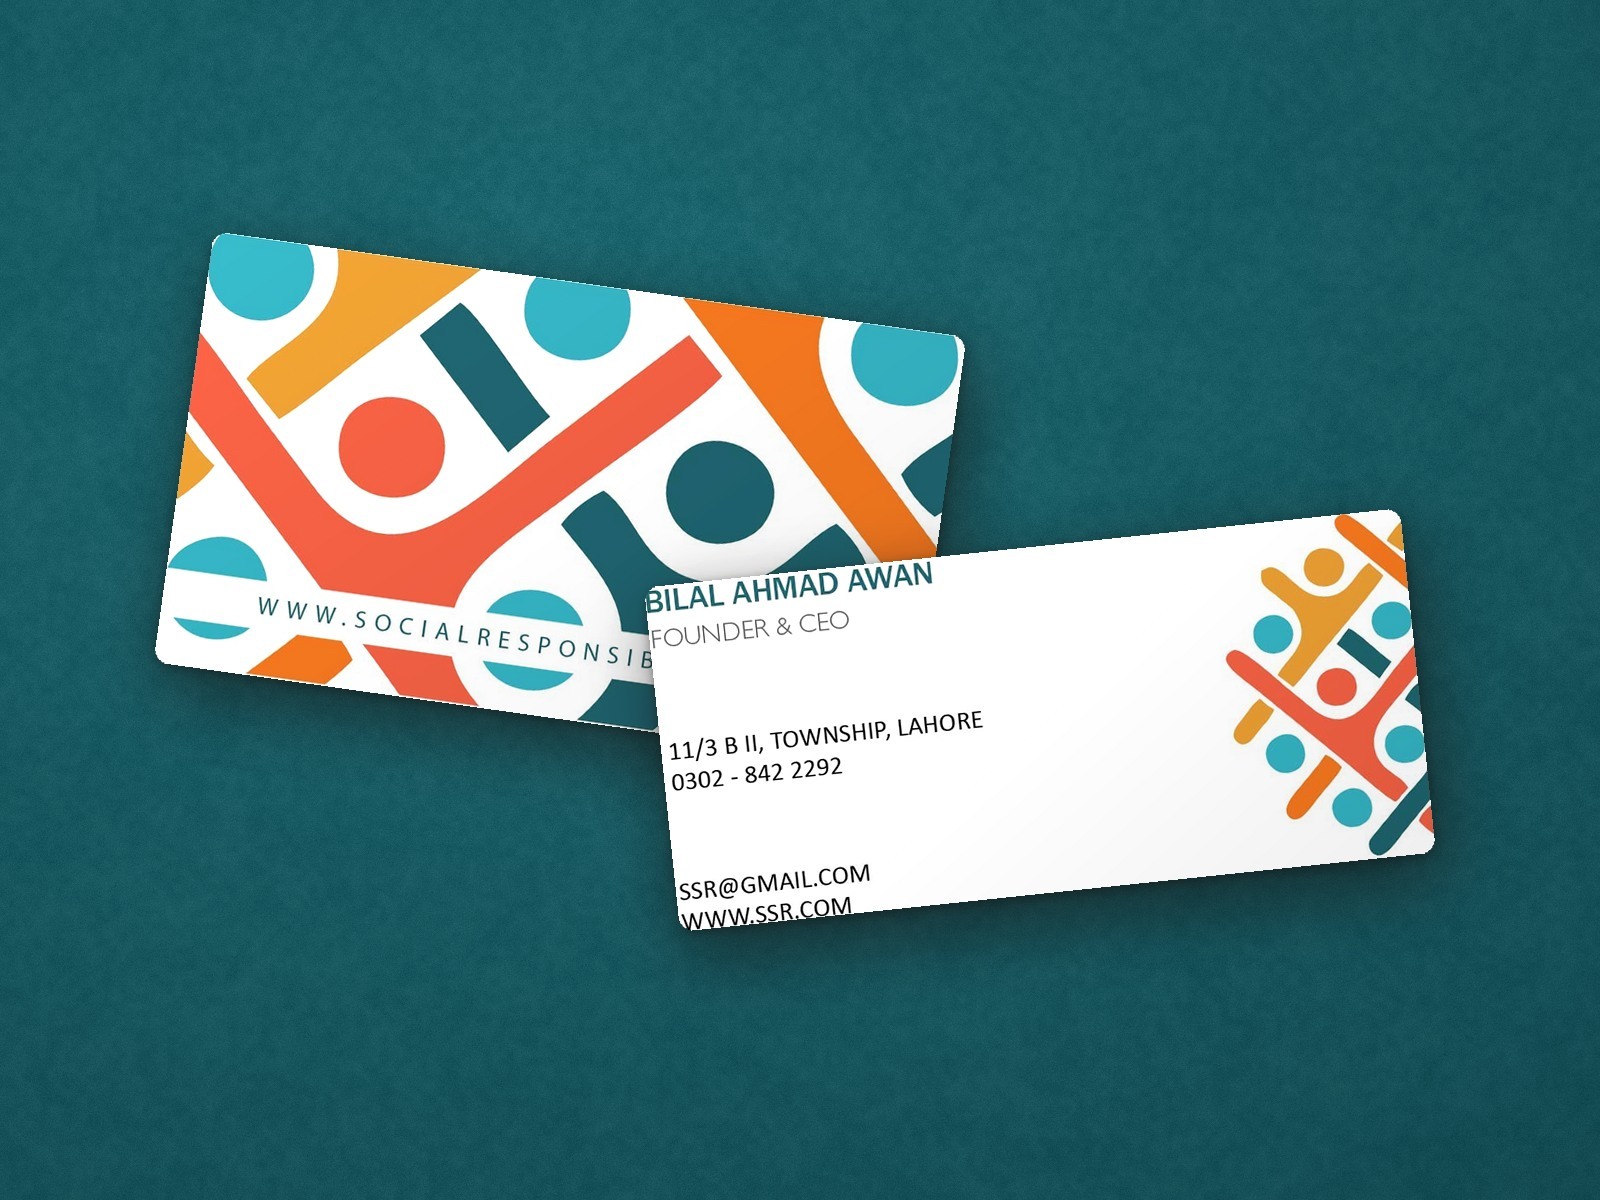 WWW.SOCIALRESPONSIB
BILAL AHMAD AWAN
FOUNDER & CEO
11/3 B II, TOWNSHIP, LAHORE
0302 - 842 2292
SSR@GMAIL.COM
WWW.SSR.COM